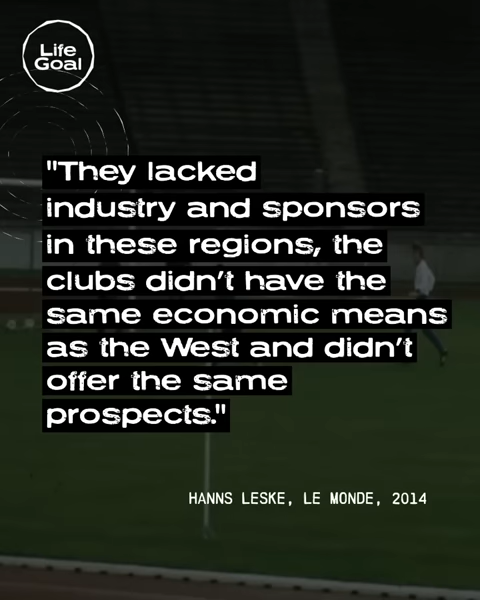 Life
Goal
"They lacked
industry and sponsors
in these regions, the
clubs didn't have the
same economic means
as the West and didn't
offer the same
prospects."
HANNS LESKE, LE MONDE, 2014